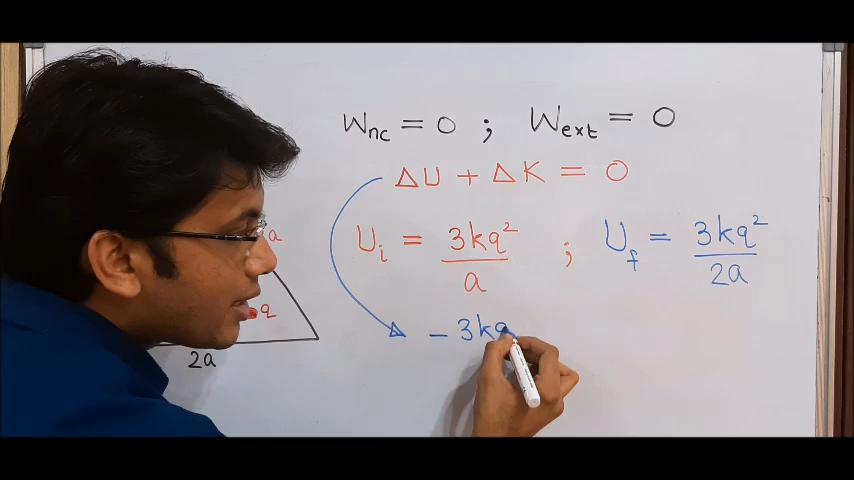 Wnc = 0 ; Wext = 0
ΔU + ΔK = 0
Ui = 3kq²/a ; Uf = 3kq²/2a
- 3kq
a
q
2a